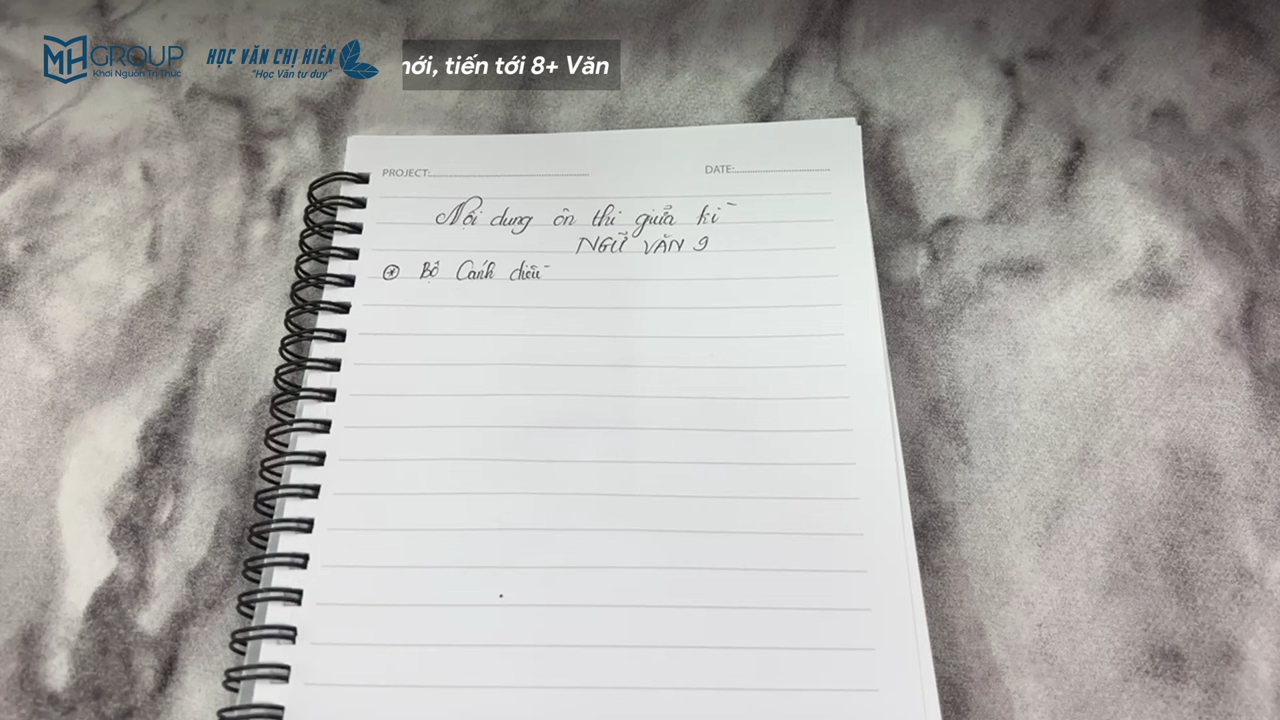 MH GROUP
Khơi Nguồn Tri Thức
HỌC VĂN CHỊ HIÊN
"Học Văn tư duy"
mới, tiến tới 8+ Văn
PROJECT: DATE:
Nội dung ôn thi giữa kì
NGỮ VĂN 9
Bộ Cánh diều